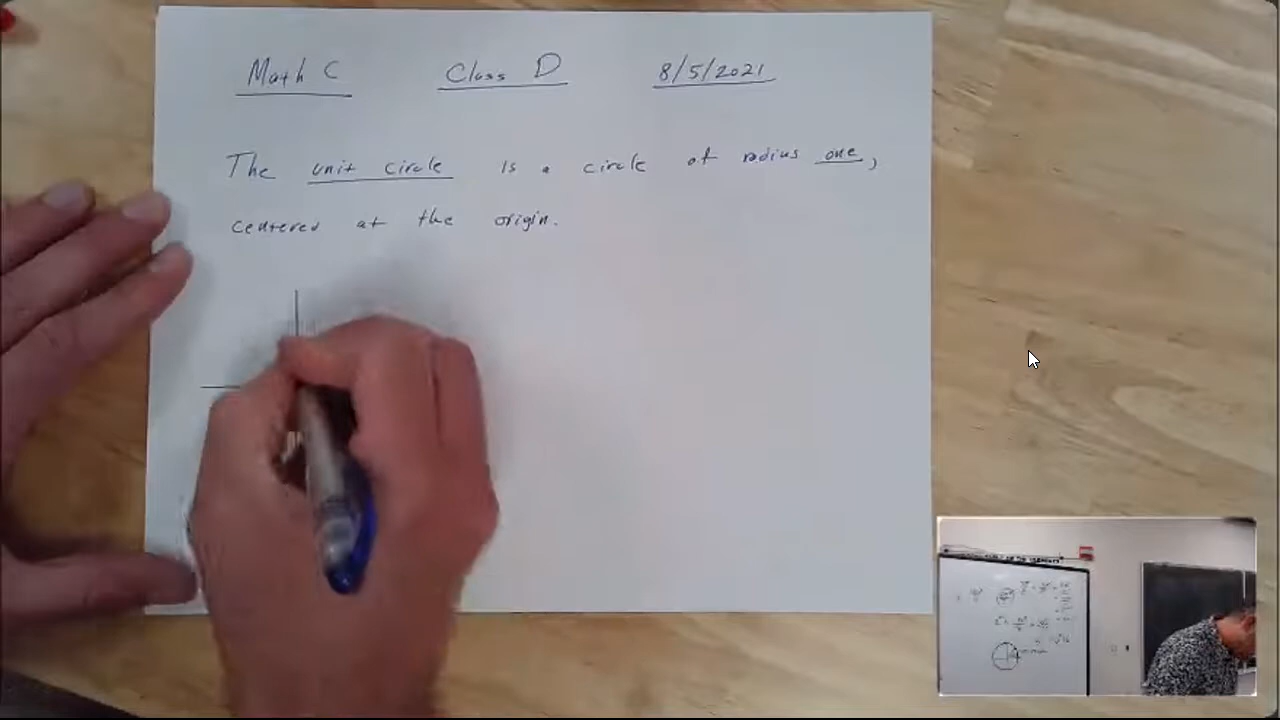 Math C Class D 8/5/2021
The unit circle is a circle of radius one,
centered at the origin.